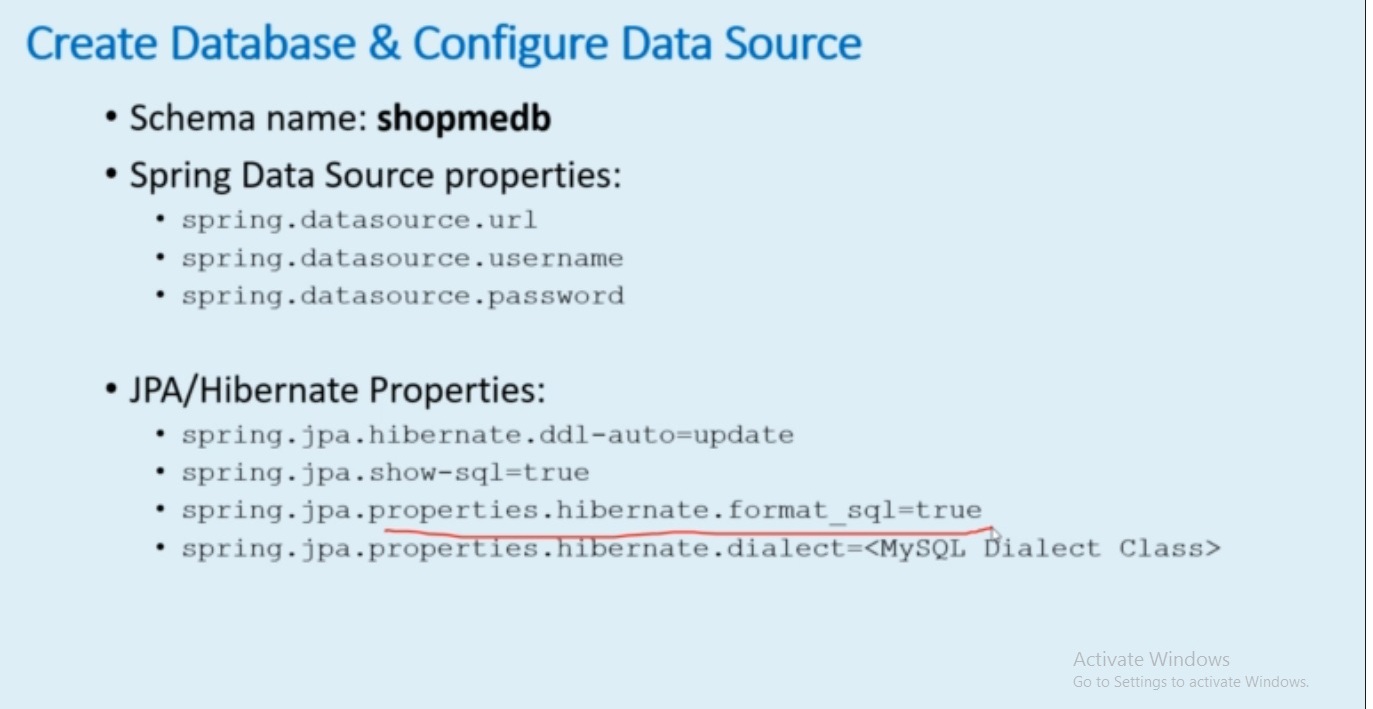 Create Database & Configure Data Source
• Schema name: shopmedb
• Spring Data Source properties:
• spring.datasource.url
• spring.datasource.username
• spring.datasource.password
• JPA/Hibernate Properties:
• spring.jpa.hibernate.ddl-auto=update
• spring.jpa.show-sql=true
• spring.jpa.properties.hibernate.format_sql=true
• spring.jpa.properties.hibernate.dialect=<MySQL Dialect Class>
Activate Windows
Go to Settings to activate Windows.